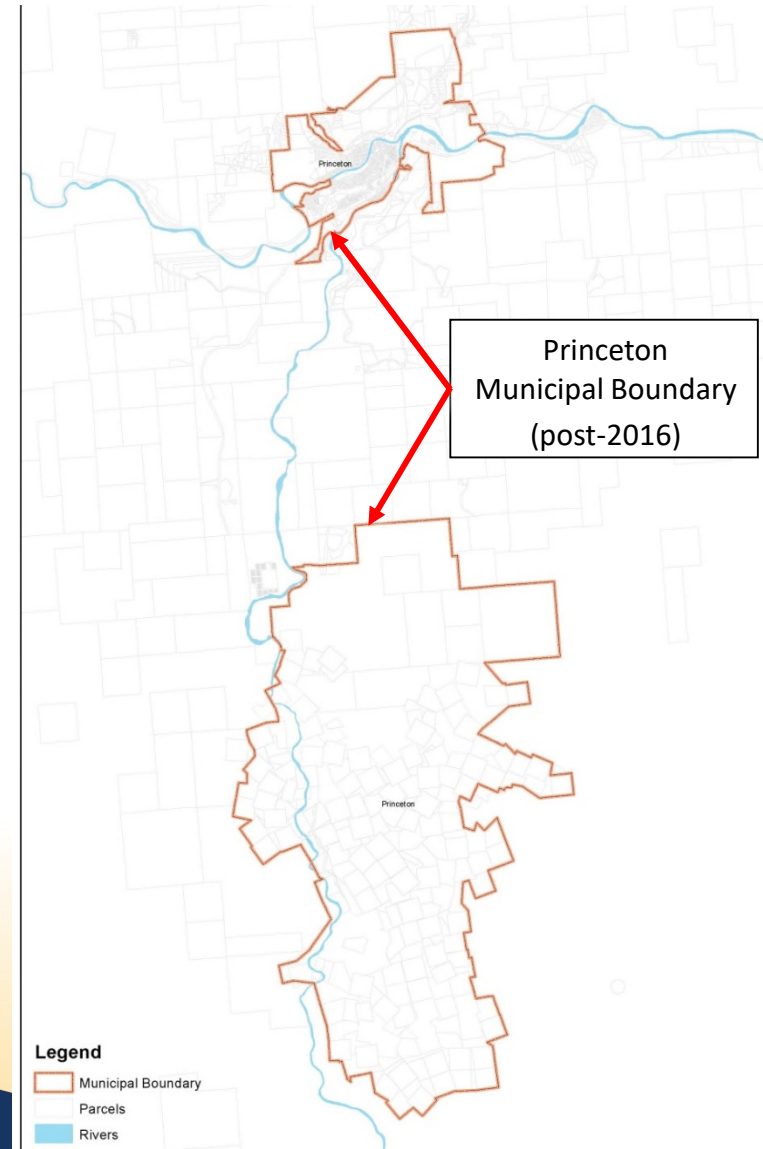 Princeton
Princeton
Municipal Boundary
(post-2016)
Princeton
Legend
Municipal Boundary
Parcels
Rivers